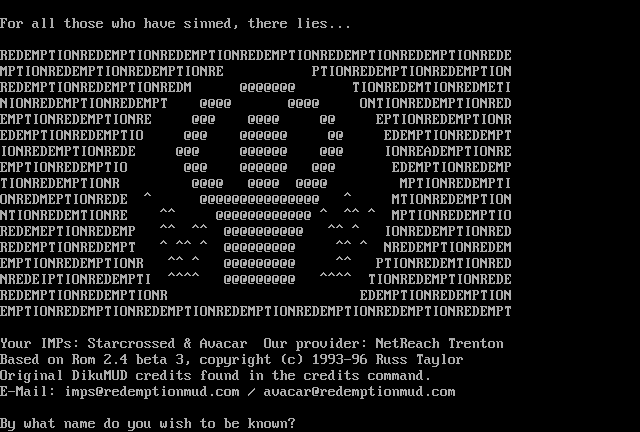 For all those who have sinned, there lies...
REDEMPTIONREDEMPTIONREDEMPTIONREDEMPTIONREDEMPTIONREDEMPTIONREDE
MPTIONREDEMPTIONREDEMPTIONRE           PTIONREDEMPTIONREDEMPTION
REDEMPTIONREDEMPTIONREDM      @@@@@@@       TIONREDEMTIONREDMETI
NIONREDEMPTIONREDEMPT    @@@@       @@@@     ONTIONREDEMPTIONRED
EMPTIONREDEMPTIONRE     @@@    @@@@     @@     EPTIONREDEMPTIONR
EDEMPTIONREDEMPTIO     @@@    @@@@@@     @@     EDEMPTIONREDEMPT
IONREDEMPTIONREDE     @@@     @@@@@@    @@@     IONREADEMPTIONRE
EMPTIONREDEMPTIO       @@@    @@@@@@   @@@       EDEMPTIONREDEMP
TIONREDEMPTIONR         @@@@   @@@@  @@@@         MPTIONREDEMPTI
ONREDMEPTIONREDE  ^      @@@@@@@@@@@@@@@   ^     MTIONREDEMPTION
NTIONREDEMTIONRE    ^^     @@@@@@@@@@@@ ^  ^^ ^  MPTIONREDEMPTIO
REDEMEPTIONREDEMP   ^^  ^^  @@@@@@@@@@   ^^ ^   IONREDEMPTIONRED
REDEMPTIONREDEMPT   ^ ^^ ^  @@@@@@@@@     ^^ ^  NREDEMPTIONREDEM
EMPTIONREDEMPTIONR   ^^ ^   @@@@@@@@@     ^^   PTIONREDEMTIONRED
NREDEIPTIONREDEMPTI  ^^^^   @@@@@@@@@   ^^^^  TIONREDEMPTIONREDE
REDEMPTIONREDEMPTIONR                        EDEMPTIONREDEMPTION
EMPTIONREDEMPTIONREDEMPTIONREDEMPTIONREDEMPTIONREDEMPTIONREDEMPT
Your IMPs: Starcrossed & Avacar  Our provider: NetReach Trenton
Based on Rom 2.4 beta 3, copyright (c) 1993-96 Russ Taylor
Original DikuMUD credits found in the credits command.
E-Mail: imps@redemptionmud.com / avacar@redemptionmud.com
By what name do you wish to be known?